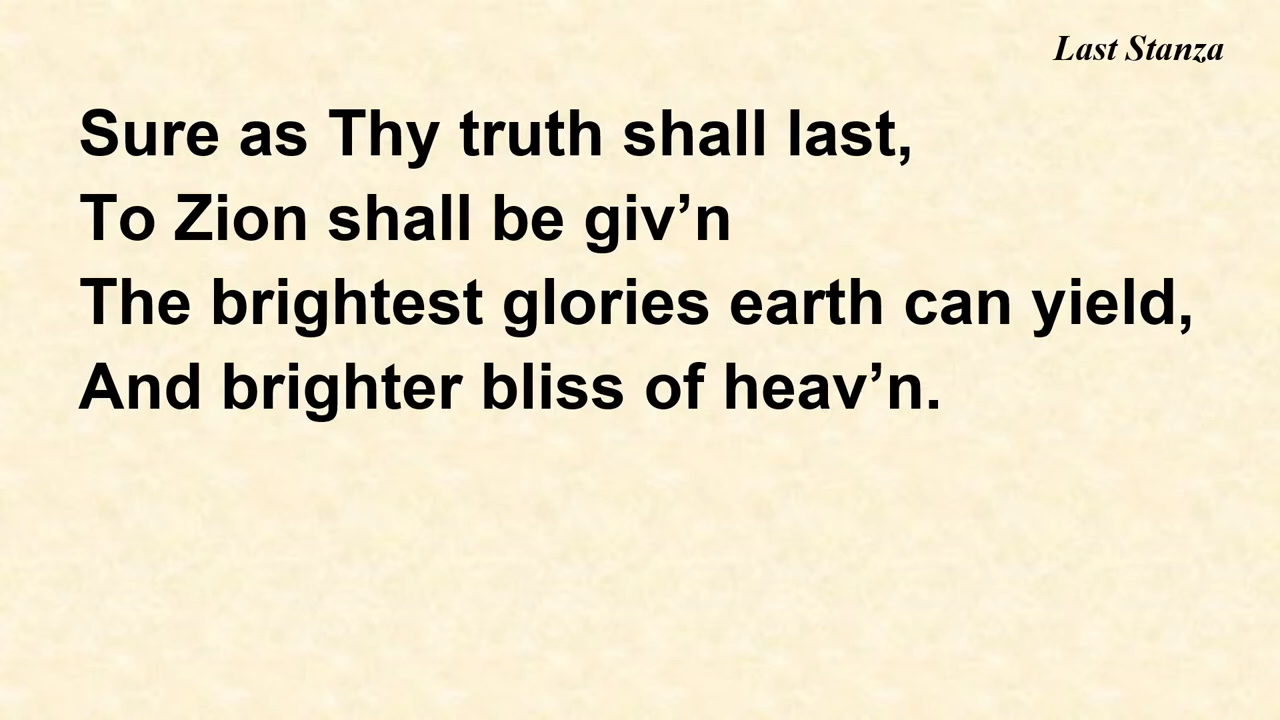 Last Stanza
Sure as Thy truth shall last,
To Zion shall be giv’n
The brightest glories earth can yield,
And brighter bliss of heav’n.